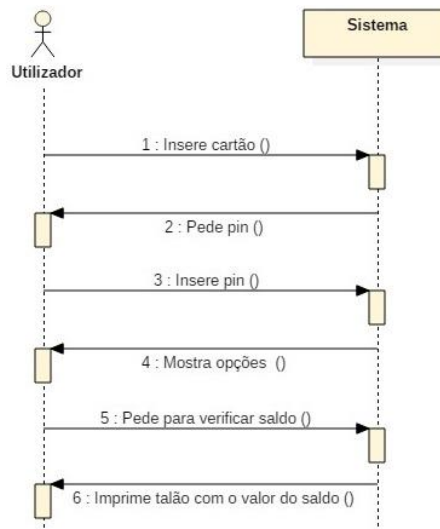 Sistema
Utilizador
1 : Insere cartão ()
2 : Pede pin ()
3 : Insere pin ()
4 : Mostra opções ()
5 : Pede para verificar saldo ()
6 : Imprime talão com o valor do saldo ()